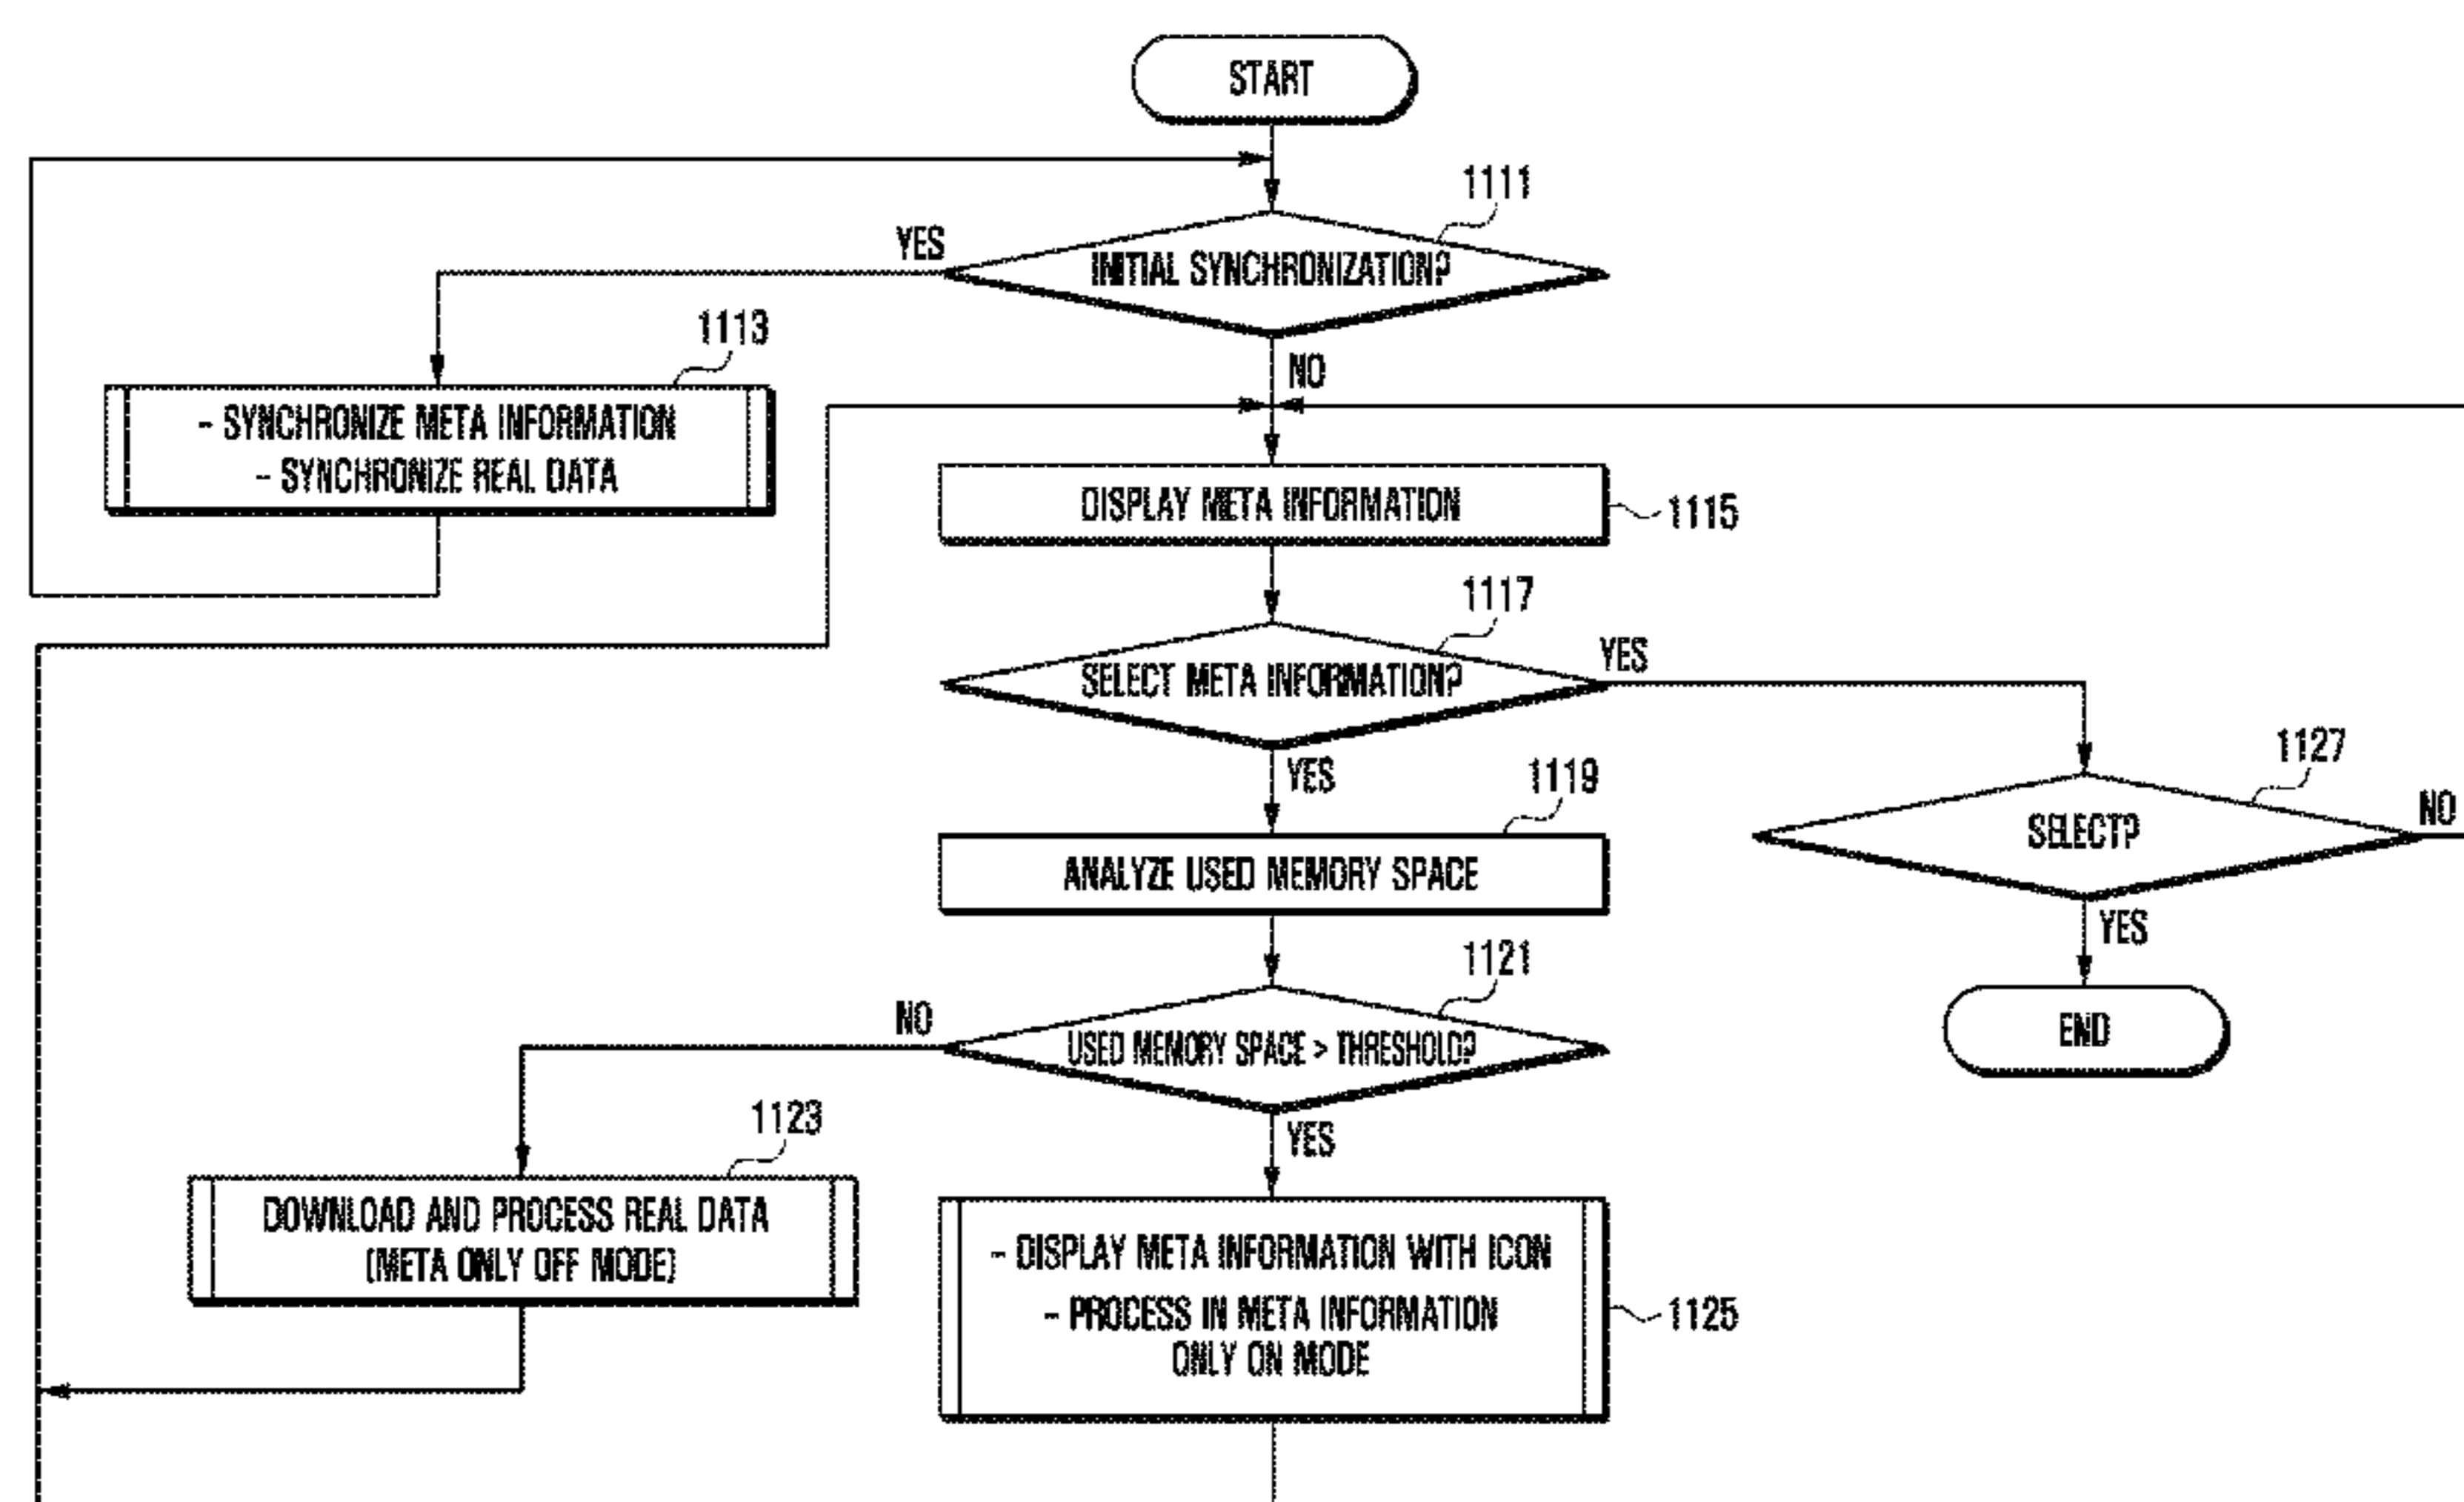 START
1111
YES
INITIAL SYNCHRONIZATION?
1113
NO
- SYNCHRONIZE META INFORMATION
- SYNCHRONIZE REAL DATA
DISPLAY META INFORMATION
1115
1117
SELECT META INFORMATION?
YES
YES
1127
1119
NO
SELECT?
ANALYZE USED MEMORY SPACE
YES
1121
NO
USED MEMORY SPACE > THRESHOLD?
END
1123
YES
DOWNLOAD AND PROCESS REAL DATA
(META ONLY OFF MODE)
- DISPLAY META INFORMATION WITH ICON
- PROCESS IN META INFORMATION
ONLY ON MODE
1125